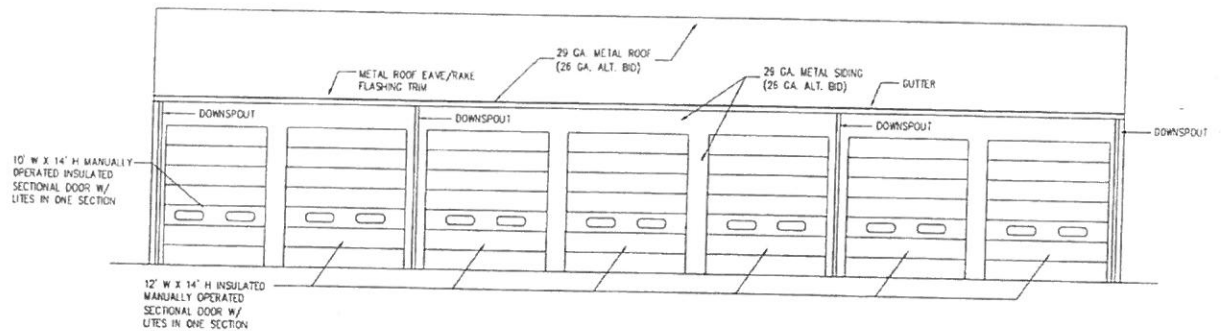 29 GA. METAL ROOF
(26 GA. ALT. BID)
METAL ROOF EAVE/RAKE
FLASHING TRIM
29 GA. METAL SIDING
(26 GA. ALT. BID)
GUTTER
DOWNSPOUT
DOWNSPOUT
DOWNSPOUT
DOWNSPOUT
10' W X 14' H MANUALLY
OPERATED INSULATED
SECTIONAL DOOR W/
LITES IN ONE SECTION
12' W X 14' H INSULATED
MANUALLY OPERATED
SECTIONAL DOOR W/
LITES IN ONE SECTION